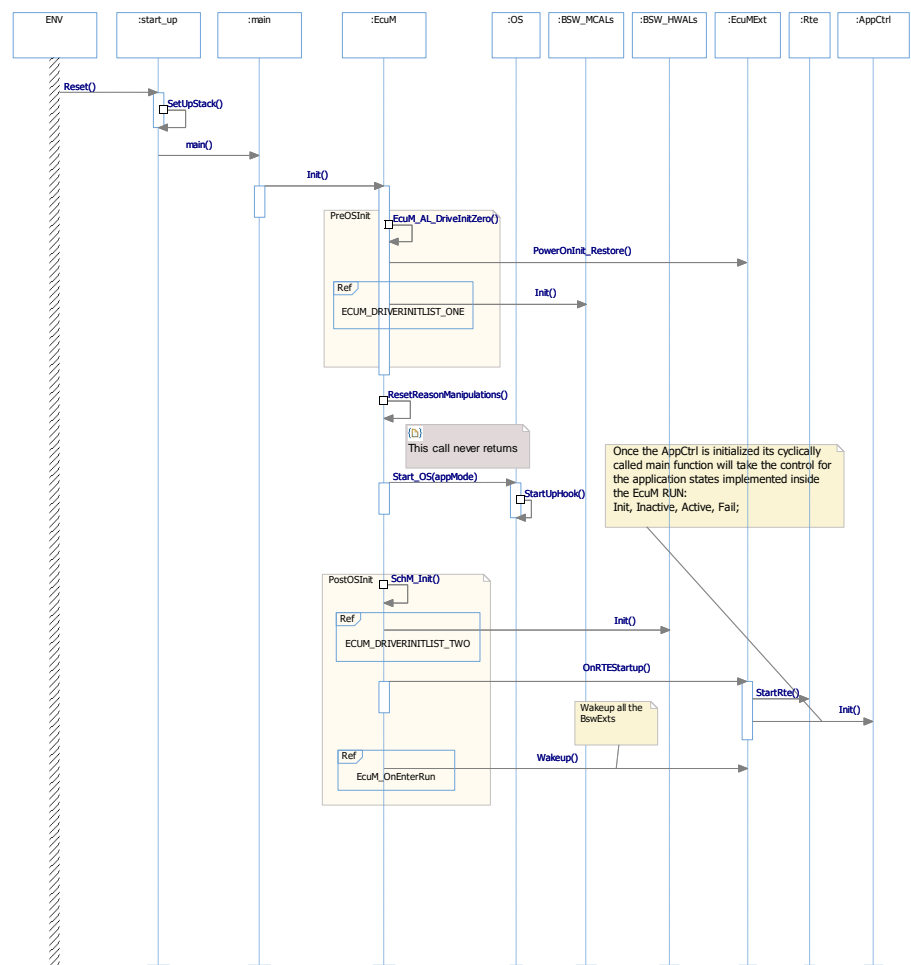 ENV
:start_up
:main
:EcuM
:OS
:BSW_MCALs
:BSW_HWALs
:EcuMExt
:Rte
:AppCtrl
Reset()
SetUpStack()
main()
Init()
PreOSInit
EcuM_AL_DriveInitZero()
PowerOnInit_Restore()
Ref
Init()
ECUM_DRIVERINITLIST_ONE
ResetReasonManipulations()
This call never returns
Once the AppCtrl is initialized its cyclically
called main function will take the control for
the application states implemented inside
the EcuM RUN:
Init, Inactive, Active, Fail;
Start_OS(appMode)
StartUpHook()
PostOSInit
SchM_Init()
Ref
Init()
ECUM_DRIVERINITLIST_TWO
OnRTEStartup()
StartRte()
Wakeup all the
BswExts
Init()
Ref
Wakeup()
EcuM_OnEnterRun